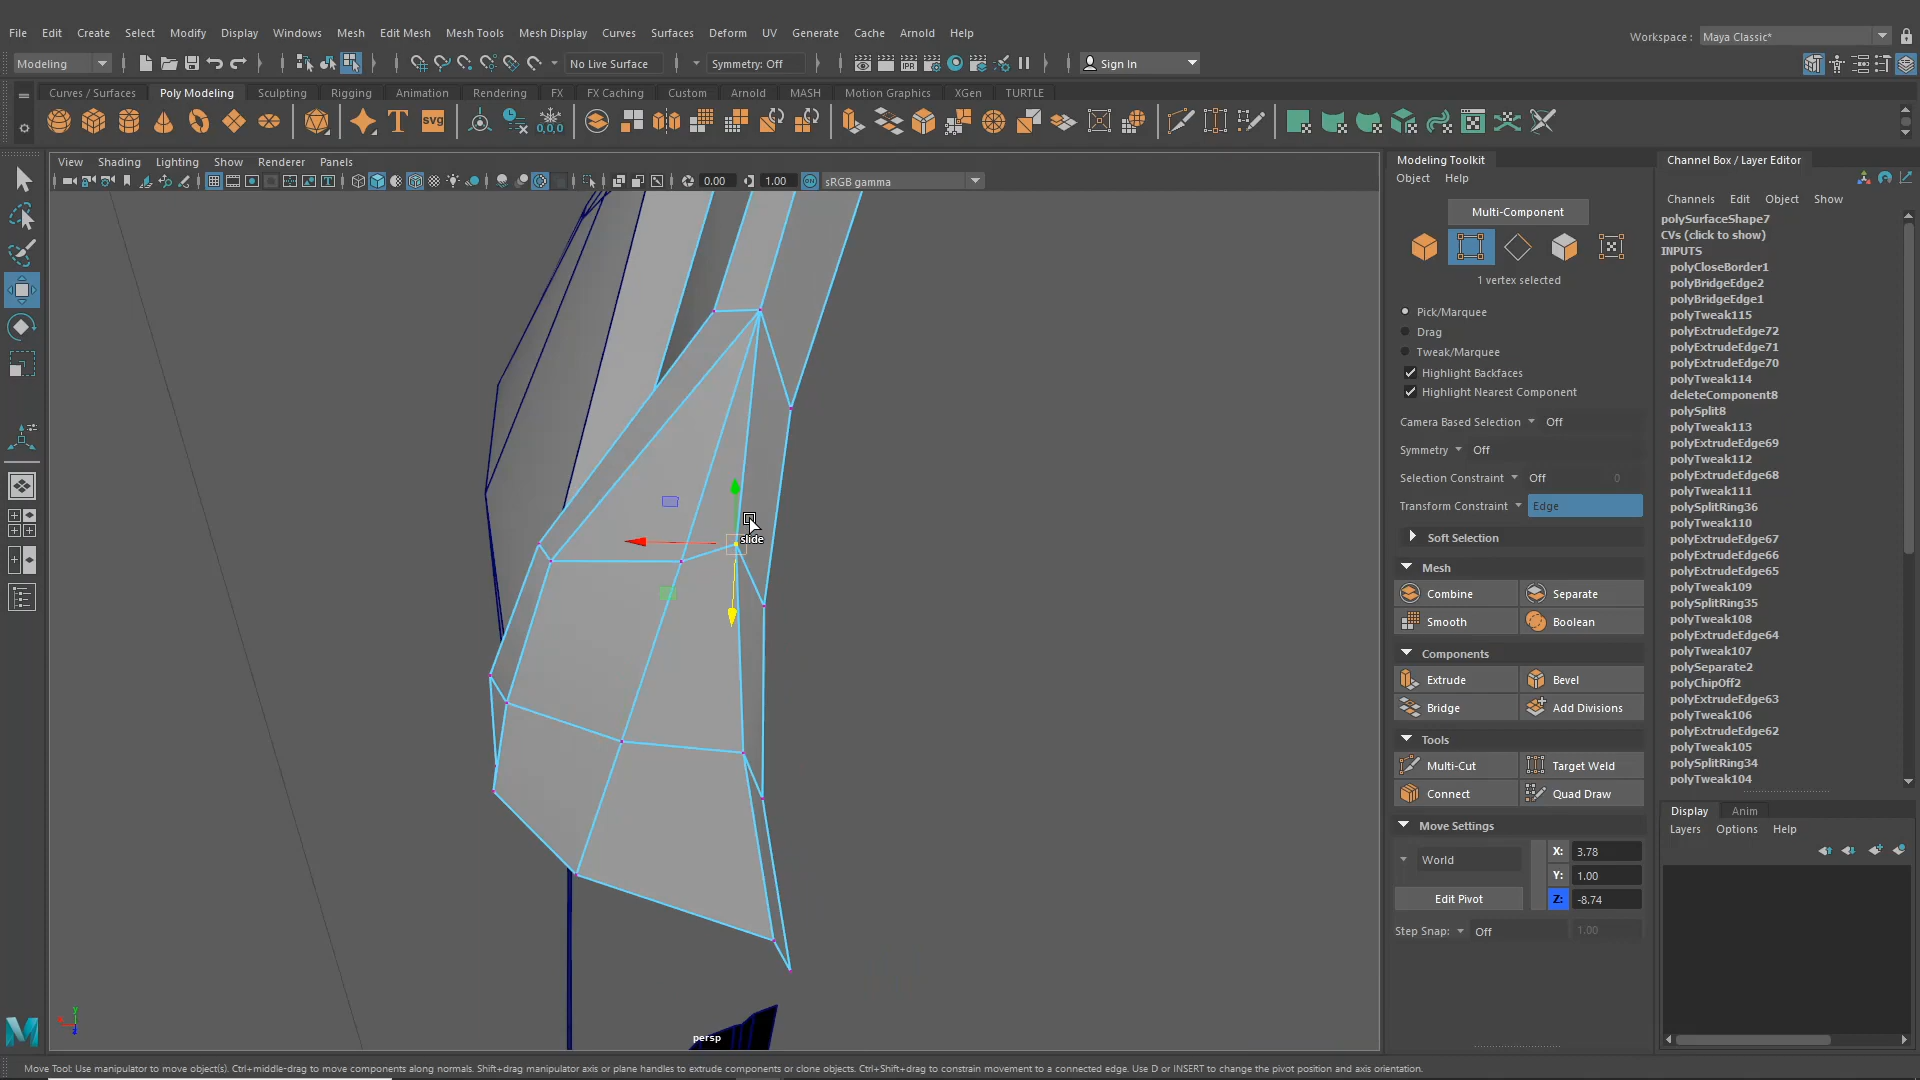 File Edit Create Select Modify Display Windows Mesh Edit Mesh Mesh Tools Mesh Display Curves Surfaces Deform UV Generate Cache Arnold Help
Workspace : Maya Classic*
Modeling No Live Surface Symmetry: Off Sign In
Curves / Surfaces Poly Modeling Sculpting Rigging Animation Rendering FX FX Caching Custom Arnold MASH Motion Graphics XGen TURTLE
T svg 0,0,0
View Shading Lighting Show Renderer Panels
0.00 1.00 ON sRGB gamma
slide
persp
Modeling Toolkit
Object Help
Multi-Component
1 vertex selected
Pick/Marquee
Drag
Tweak/Marquee
Highlight Backfaces
Highlight Nearest Component
Camera Based Selection Off
Symmetry Off
Selection Constraint Off 0
Transform Constraint Edge
Soft Selection
Mesh
Combine Separate
Smooth Boolean
Components
Extrude Bevel
Bridge Add Divisions
Tools
Multi-Cut Target Weld
Connect Quad Draw
Move Settings
World X: 3.78
Y: 1.00
Edit Pivot Z: -8.74
Step Snap: Off 1.00
Channel Box / Layer Editor
Channels Edit Object Show
polySurfaceShape7
CVs (click to show)
INPUTS
polyCloseBorder1
polyBridgeEdge2
polyBridgeEdge1
polyTweak115
polyExtrudeEdge72
polyExtrudeEdge71
polyExtrudeEdge70
polyTweak114
deleteComponent8
polySplit8
polyTweak113
polyExtrudeEdge69
polyTweak112
polyExtrudeEdge68
polyTweak111
polySplitRing36
polyTweak110
polyExtrudeEdge67
polyExtrudeEdge66
polyExtrudeEdge65
polyTweak109
polySplitRing35
polyTweak108
polyExtrudeEdge64
polyTweak107
polySeparate2
polyChipOff2
polyExtrudeEdge63
polyTweak106
polyExtrudeEdge62
polyTweak105
polySplitRing34
polyTweak104
Display Anim
Layers Options Help
Move Tool: Use manipulator to move object(s). Ctrl+middle-drag to move components along normals. Shift+drag manipulator axis or plane handles to extrude components or clone objects. Ctrl+Shift+drag to constrain movement to a connected edge. Use D or INSERT to change the pivot position and axis orientation.